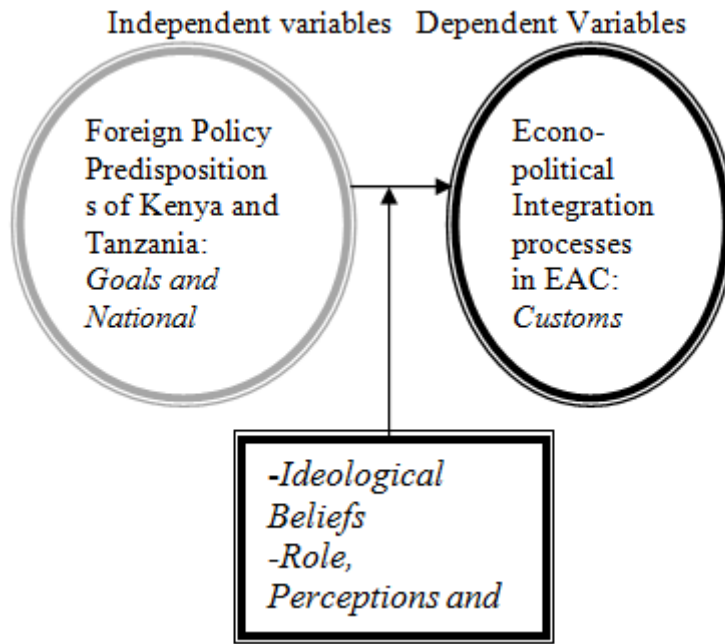 Independent variables Dependent Variables
Foreign Policy
Predisposition
s of Kenya and
Tanzania:
Goals and
National
Econo-
political
Integration
processes
in EAC:
Customs
-Ideological
Beliefs
-Role,
Perceptions and